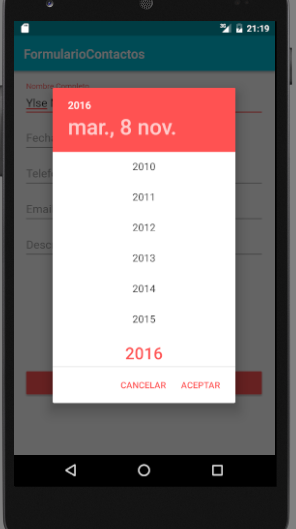 21:19
FormularioContactos
Nombre Completo
Ylse
2016
mar., 8 nov.
Fech
Telef
Email
Desc
2010
2011
2012
2013
2014
2015
2016
CANCELAR ACEPTAR